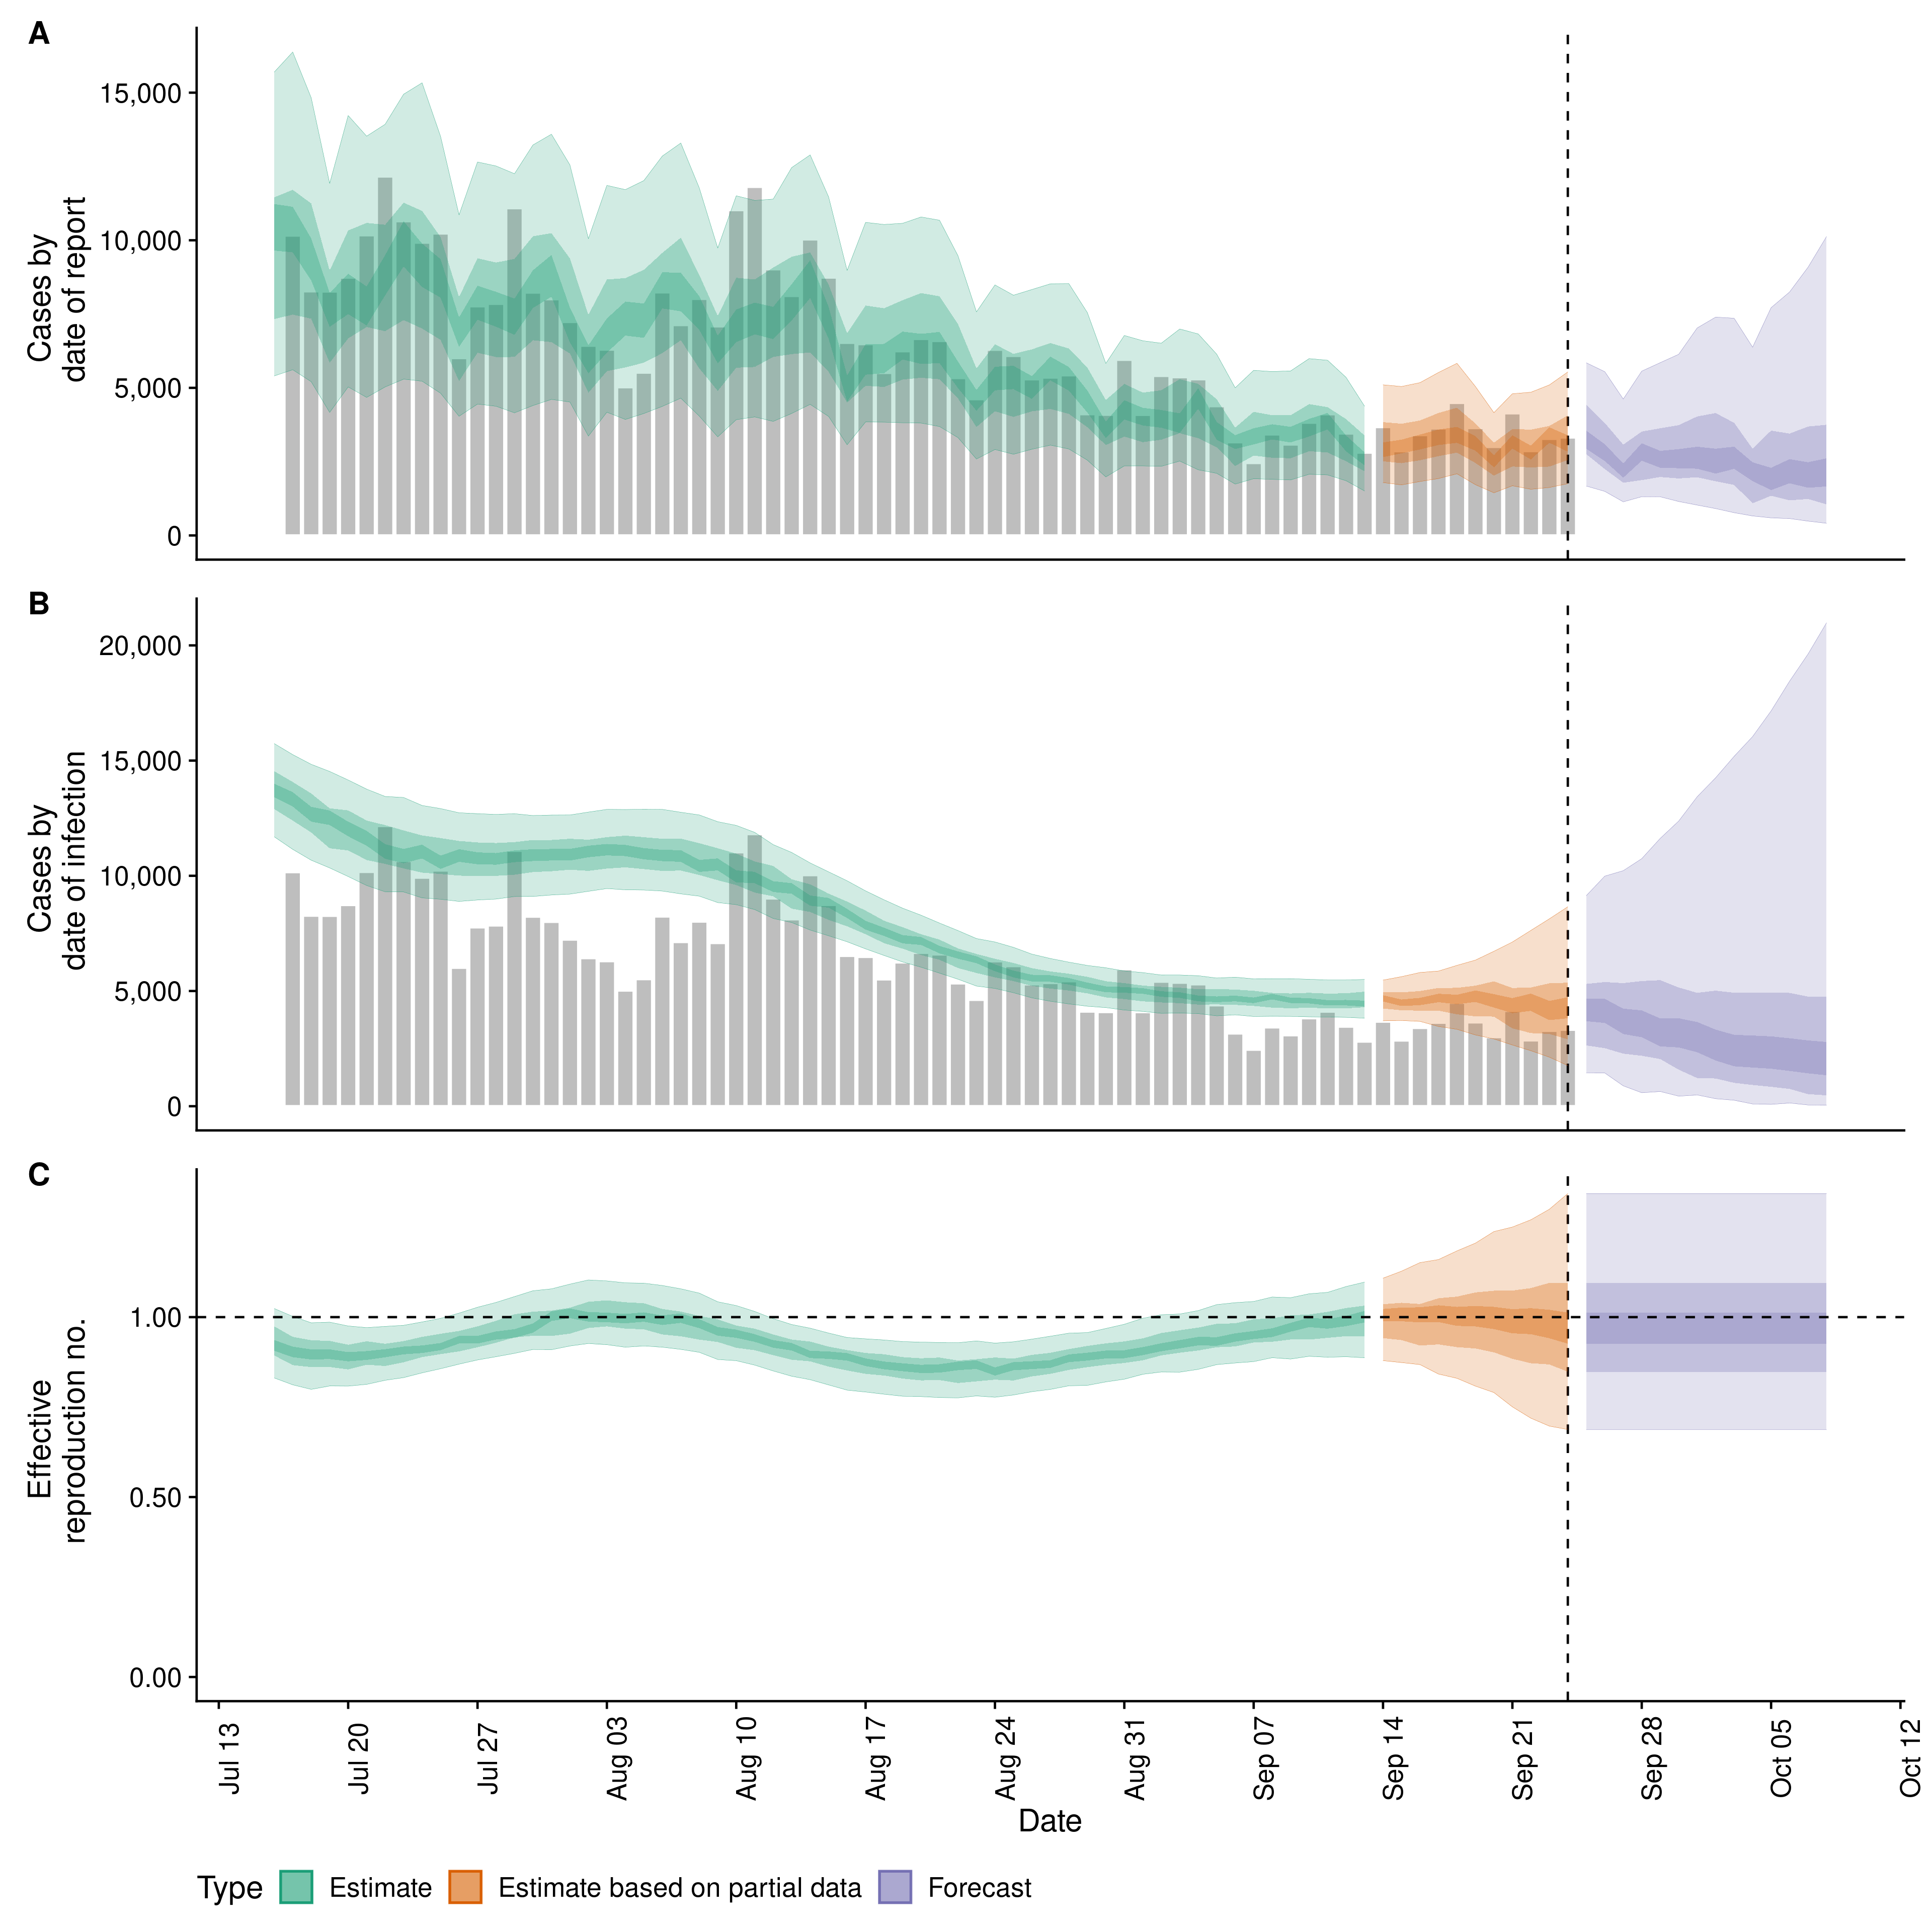 A
Cases by
date of report
15,000
10,000
5,000
0
B
Cases by
date of infection
20,000
15,000
10,000
5,000
0
C
Effective
reproduction no.
1.00
0.50
0.00
Jul 13
Jul 20
Jul 27
Aug 03
Aug 10
Aug 17
Aug 24
Aug 31
Sep 07
Sep 14
Sep 21
Sep 28
Oct 05
Oct 12
Date
Type Estimate Estimate based on partial data Forecast